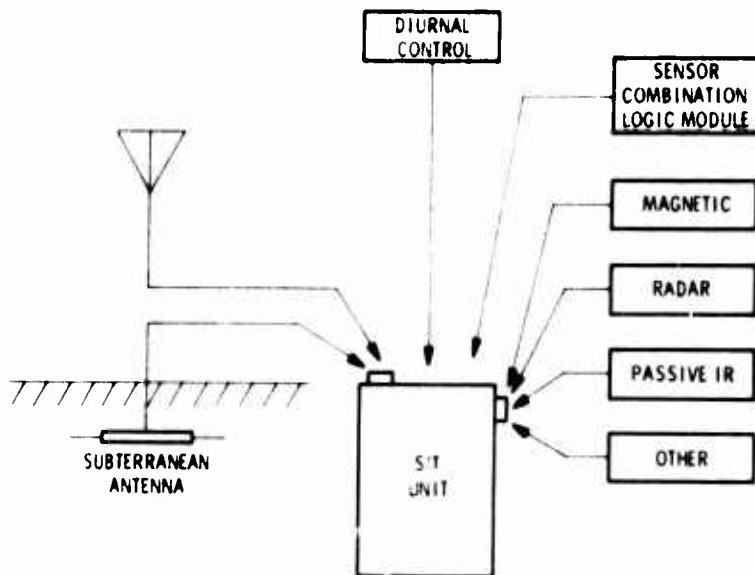 DIURNAL
CONTROL
SENSOR
COMBINATION
LOGIC MODULE
MAGNETIC
RADAR
PASSIVE IR
OTHER
SUBTERRANEAN
ANTENNA
UNIT